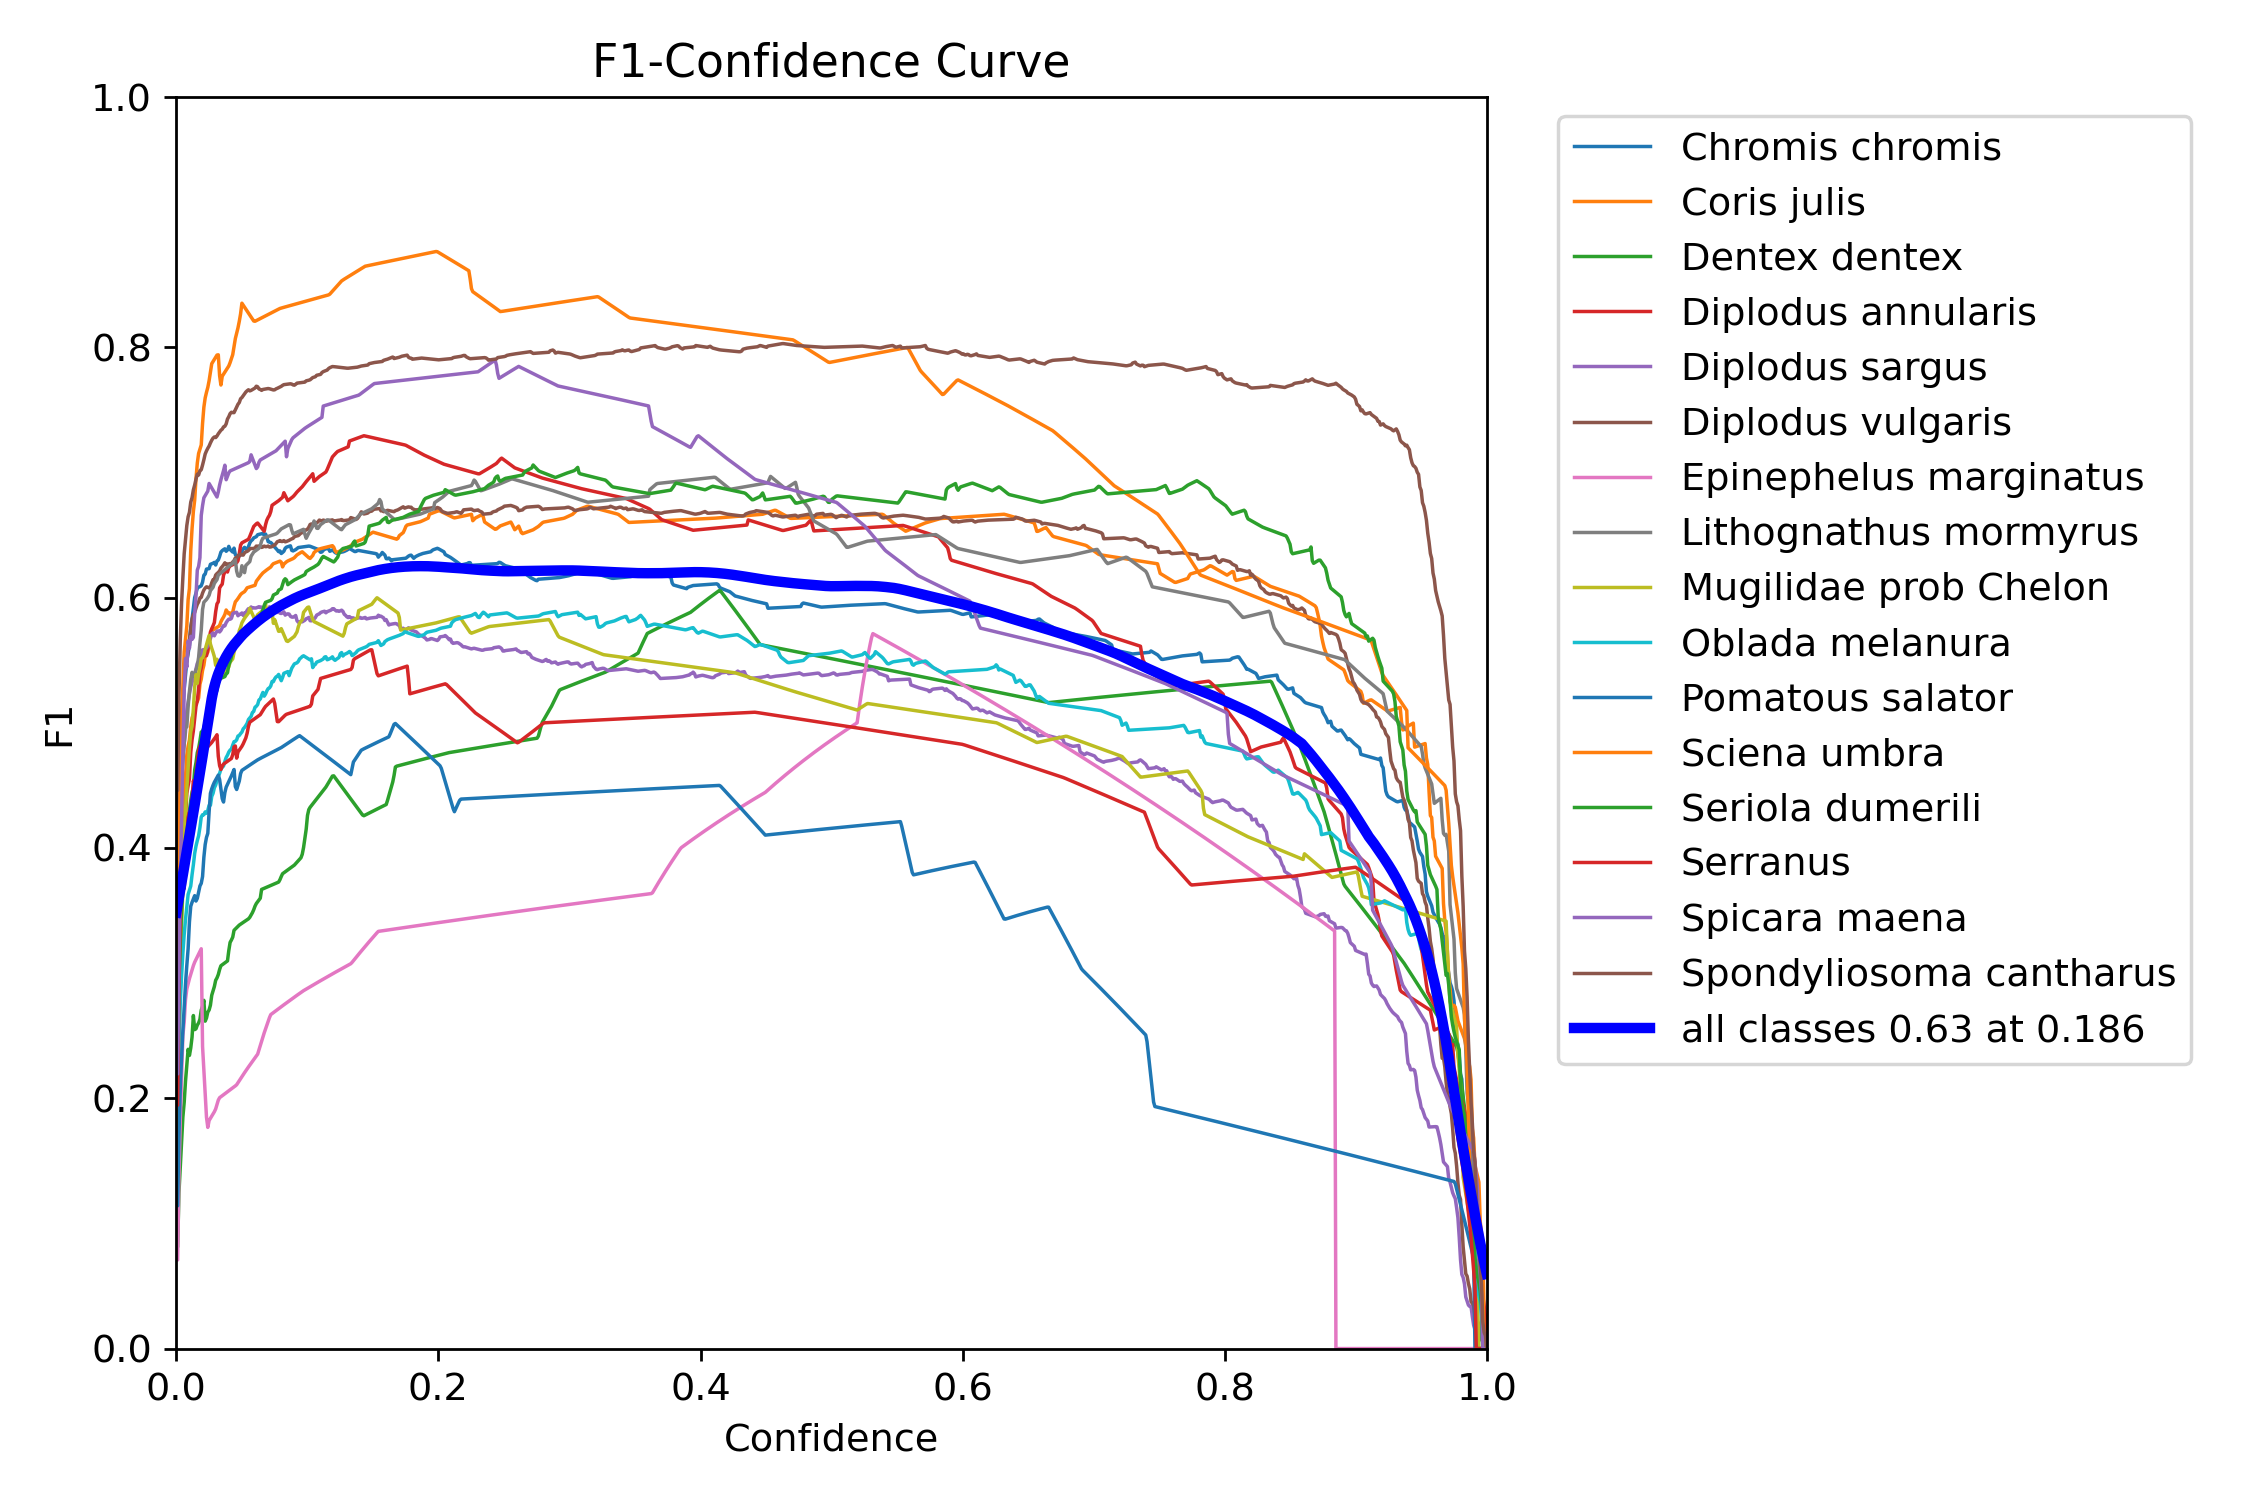 F1-Confidence Curve
1.0
0.8
0.6
0.4
0.2
0.0
F1
0.0 0.2 0.4 0.6 0.8 1.0
Confidence
Chromis chromis
Coris julis
Dentex dentex
Diplodus annularis
Diplodus sargus
Diplodus vulgaris
Epinephelus marginatus
Lithognathus mormyrus
Mugilidae prob Chelon
Oblada melanura
Pomatous salator
Sciena umbra
Seriola dumerili
Serranus
Spicara maena
Spondyliosoma cantharus
all classes 0.63 at 0.186